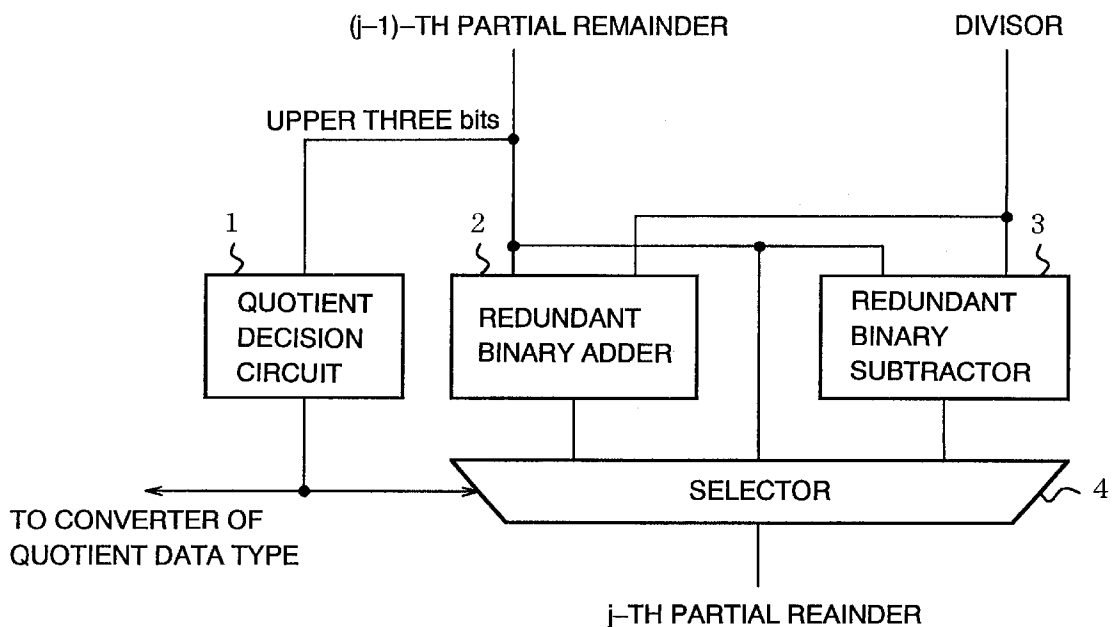 (j–1)–TH PARTIAL REMAINDER
DIVISOR
UPPER THREE bits
1
2
3
QUOTIENT
DECISION
CIRCUIT
REDUNDANT
BINARY ADDER
REDUNDANT
BINARY
SUBTRACTOR
SELECTOR
4
TO CONVERTER OF
QUOTIENT DATA TYPE
j–TH PARTIAL REAINDER